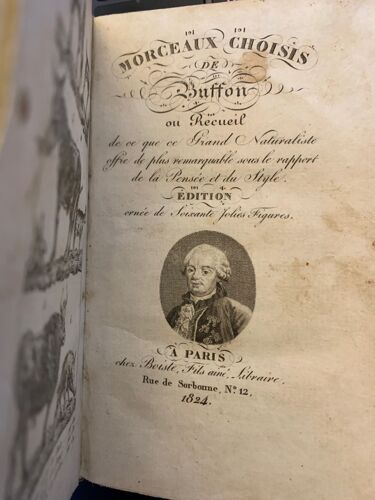 MORCEAUX CHOISIS
DE
Buffon
ou Recueil
de ce que ce Grand Naturaliste
offre de plus remarquable sous le rapport
de la Pensée et du Style.
EDITION
ornée de Soixante Jolies Figures.
A PARIS
chez Boiste, Fils ainé, Libraire,
Rue de Sorbonne, N.º 12,
1824.